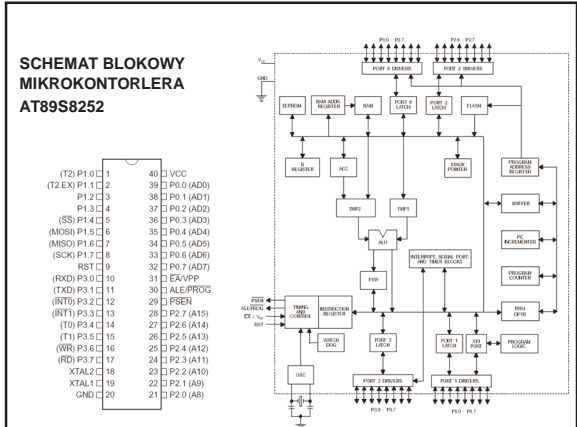 SCHEMAT BLOKOWY
MIKROKONTORLERA
AT89S8252
(T2) P1.0 1 40 VCC
(T2 EX) P1.1 2 39 P0.0 (AD0)
P1.2 3 38 P0.1 (AD1)
P1.3 4 37 P0.2 (AD2)
(SS) P1.4 5 36 P0.3 (AD3)
(MOSI) P1.5 6 35 P0.4 (AD4)
(MISO) P1.6 7 34 P0.5 (AD5)
(SCK) P1.7 8 33 P0.6 (AD6)
RST 9 32 P0.7 (AD7)
(RXD) P3.0 10 31 EA/VPP
(TXD) P3.1 11 30 ALE/PROG
(INT0) P3.2 12 29 PSEN
(INT1) P3.3 13 28 P2.7 (A15)
(T0) P3.4 14 27 P2.6 (A14)
(T1) P3.5 15 26 P2.5 (A13)
(WR) P3.6 16 25 P2.4 (A12)
(RD) P3.7 17 24 P2.3 (A11)
XTAL2 18 23 P2.2 (A10)
XTAL1 19 22 P2.1 (A9)
GND 20 21 P2.0 (A8)
P0.0 - P0.7 P2.0 - P2.7
VCC
GND
PORT 0 DRIVERS
PORT 2 DRIVERS
EEPROM
RAM ADDR.
REGISTER
RAM
PORT 0
LATCH
PORT 2
LATCH
FLASH
B
REGISTER
ACC
STACK
POINTER
PROGRAM
ADDRESS
REGISTER
TMP2
TMP1
BUFFER
ALU
PC
INCREMENTER
INTERRUPT, SERIAL PORT,
AND TIMER BLOCKS
PSW
PROGRAM
COUNTER
PSEN
ALE/PROG
EA / VPP
RST
TIMING
AND
CONTROL
INSTRUCTION
REGISTER
DUAL
DPTR
WATCH
DOG
PORT 3
LATCH
PORT 1
LATCH
SPI
PORT
PROGRAM
LOGIC
OSC
PORT 3 DRIVERS
PORT 1 DRIVERS
P3.0 - P3.7 P1.0 - P1.7